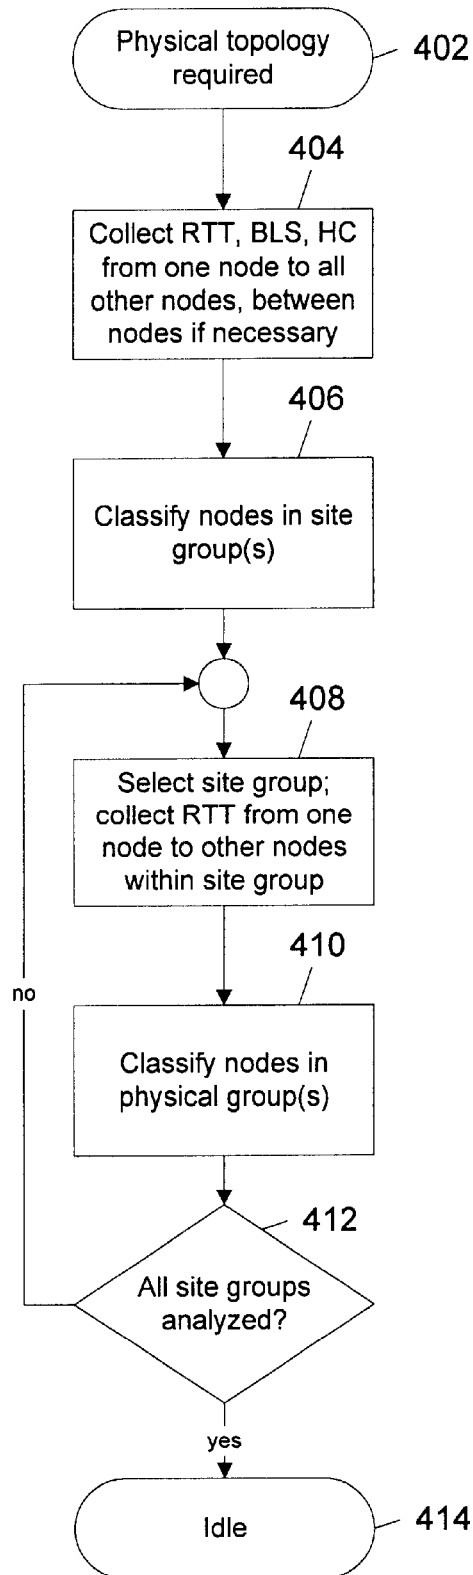 Physical topology
required
402
404
Collect RTT, BLS, HC
from one node to all
other nodes, between
nodes if necessary
406
Classify nodes in site
group(s)
408
Select site group;
collect RTT from one
node to other nodes
within site group
410
no
Classify nodes in
physical group(s)
412
All site groups
analyzed?
yes
Idle
414